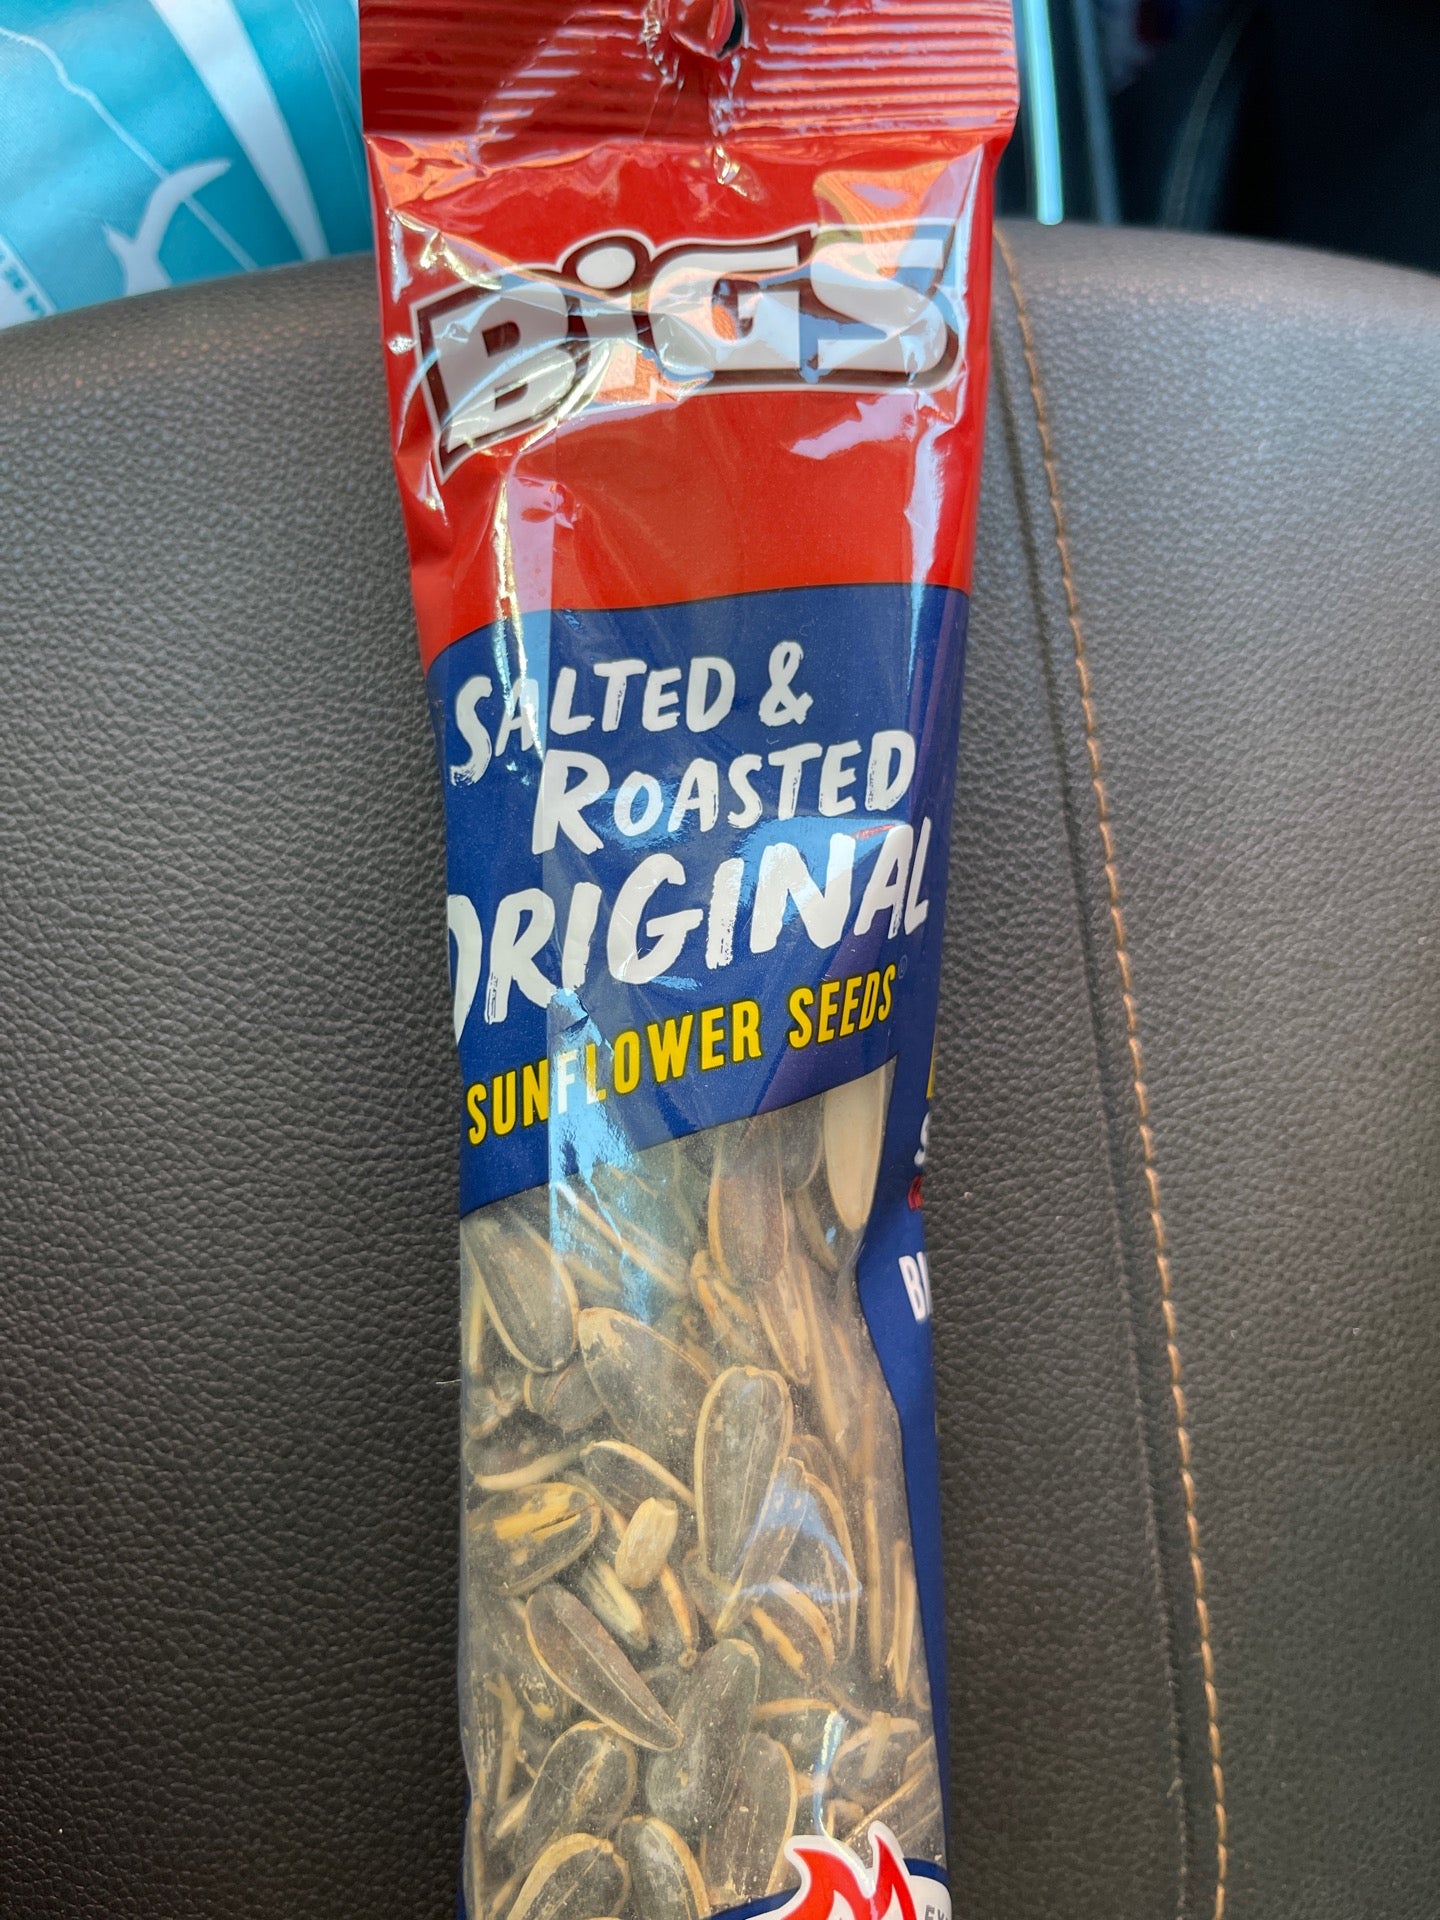 BiGS
SALTED &
ROASTED
ORIGINAL
SUNFLOWER SEEDS®